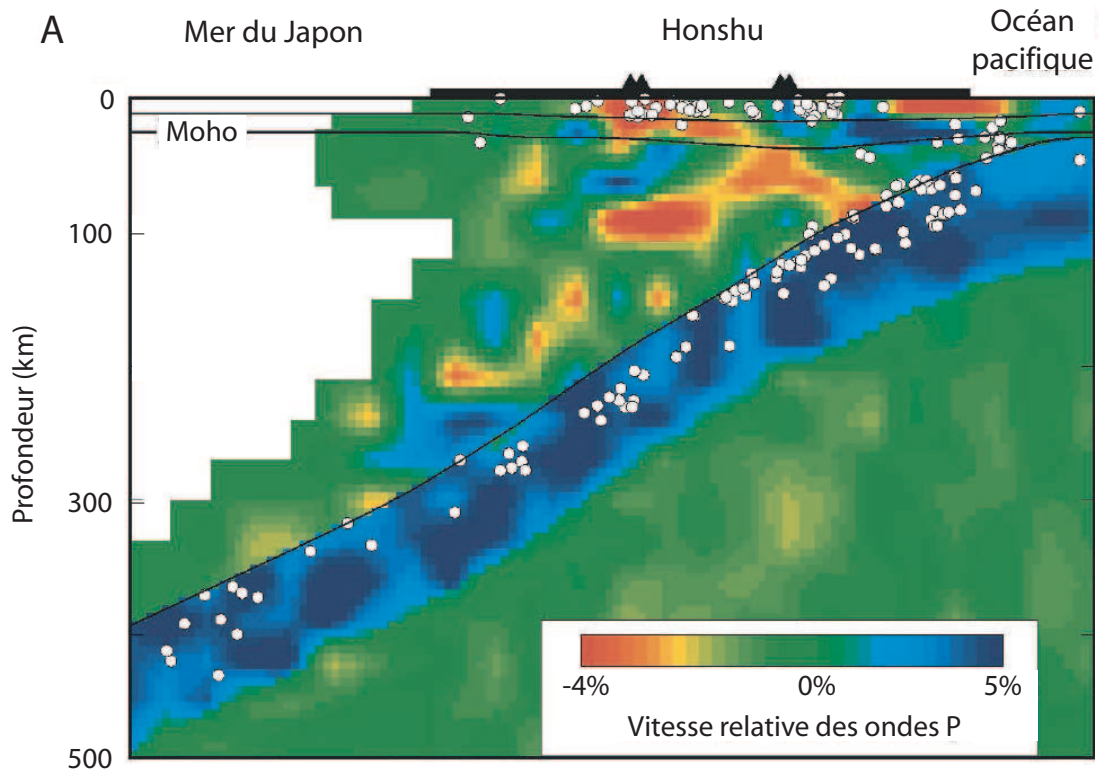 A
Mer du Japon
Honshu
Océan
pacifique
0
Moho
100
Profondeur (km)
300
-4%
0%
5%
Vitesse relative des ondes P
500